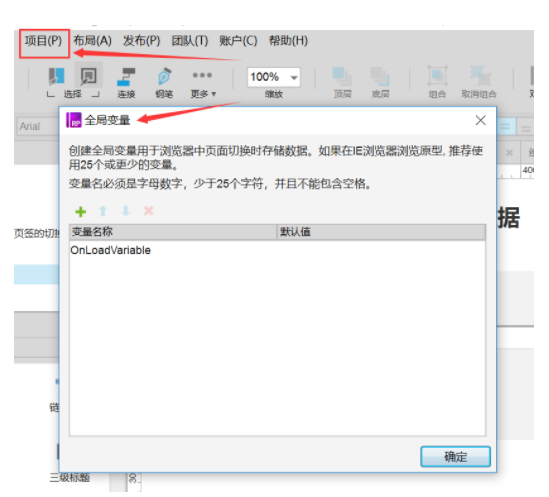 项目(P) 布局(A) 发布(P) 团队(T) 账户(C) 帮助(H)
100%
选择 连接 钢笔 更多 缩放 顶层 底层 组合 取消组合
Arial
RP 全局变量
创建全局变量用于浏览器中页面切换时存储数据。如果在IE浏览器浏览原型, 推荐使
用25个或更少的变量。
变量名必须是字母数字，少于25个字符，并且不能包含空格。
400
据
页签的切
变量名称 默认值
OnLoadVariable
链
确定
三级标题